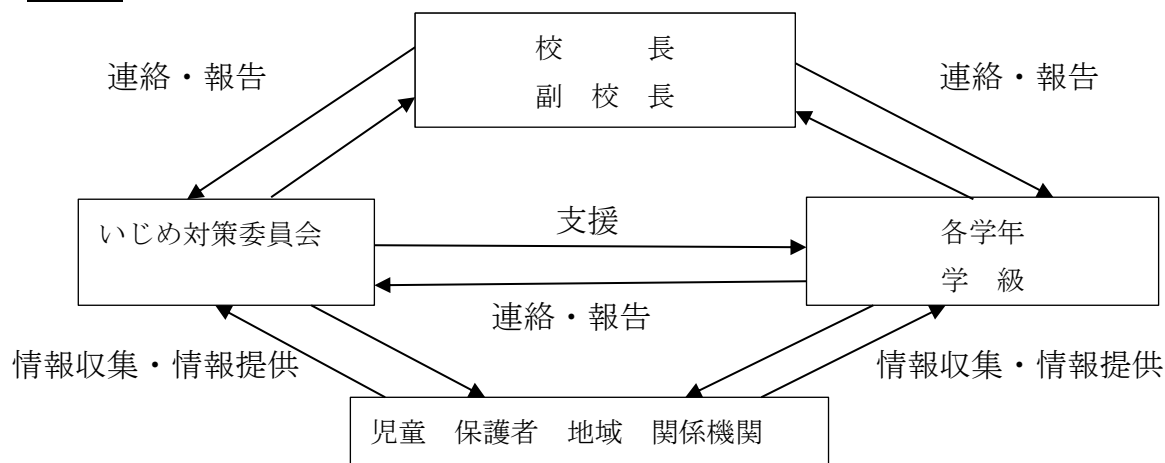 校　　　長
副　校　長
連絡・報告
連絡・報告
いじめ対策委員会
支援
各学年
学　級
連絡・報告
情報収集・情報提供
情報収集・情報提供
児童　保護者　地域　関係機関